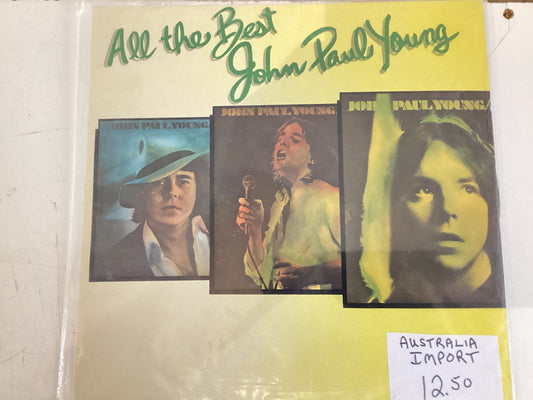 All the Best
John Paul Young
JOHN PAUL YOUNG
JOHN PAUL YOUNG
JOHN PAUL YOUNG
AUSTRALIA
IMPORT
12.50